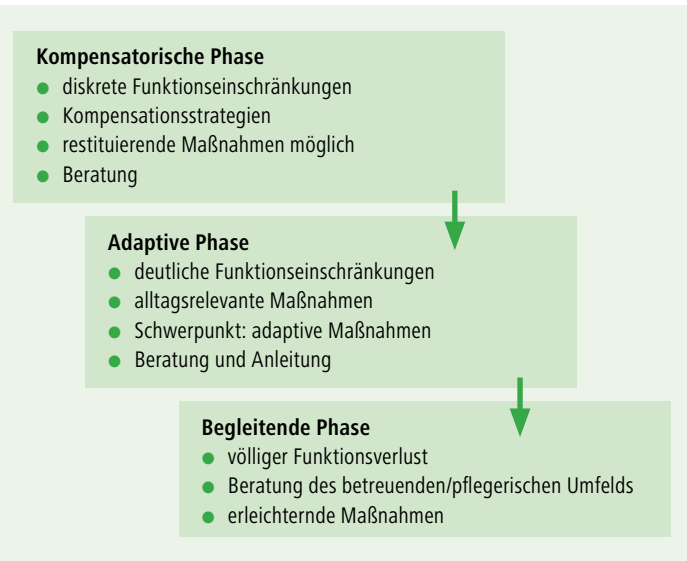 Kompensatorische Phase
● diskrete Funktionseinschränkungen
● Kompensationsstrategien
● restituierende Maßnahmen möglich
● Beratung
Adaptive Phase
● deutliche Funktionseinschränkungen
● alltagsrelevante Maßnahmen
● Schwerpunkt: adaptive Maßnahmen
● Beratung und Anleitung
Begleitende Phase
● völliger Funktionsverlust
● Beratung des betreuenden/pflegerischen Umfelds
● erleichternde Maßnahmen